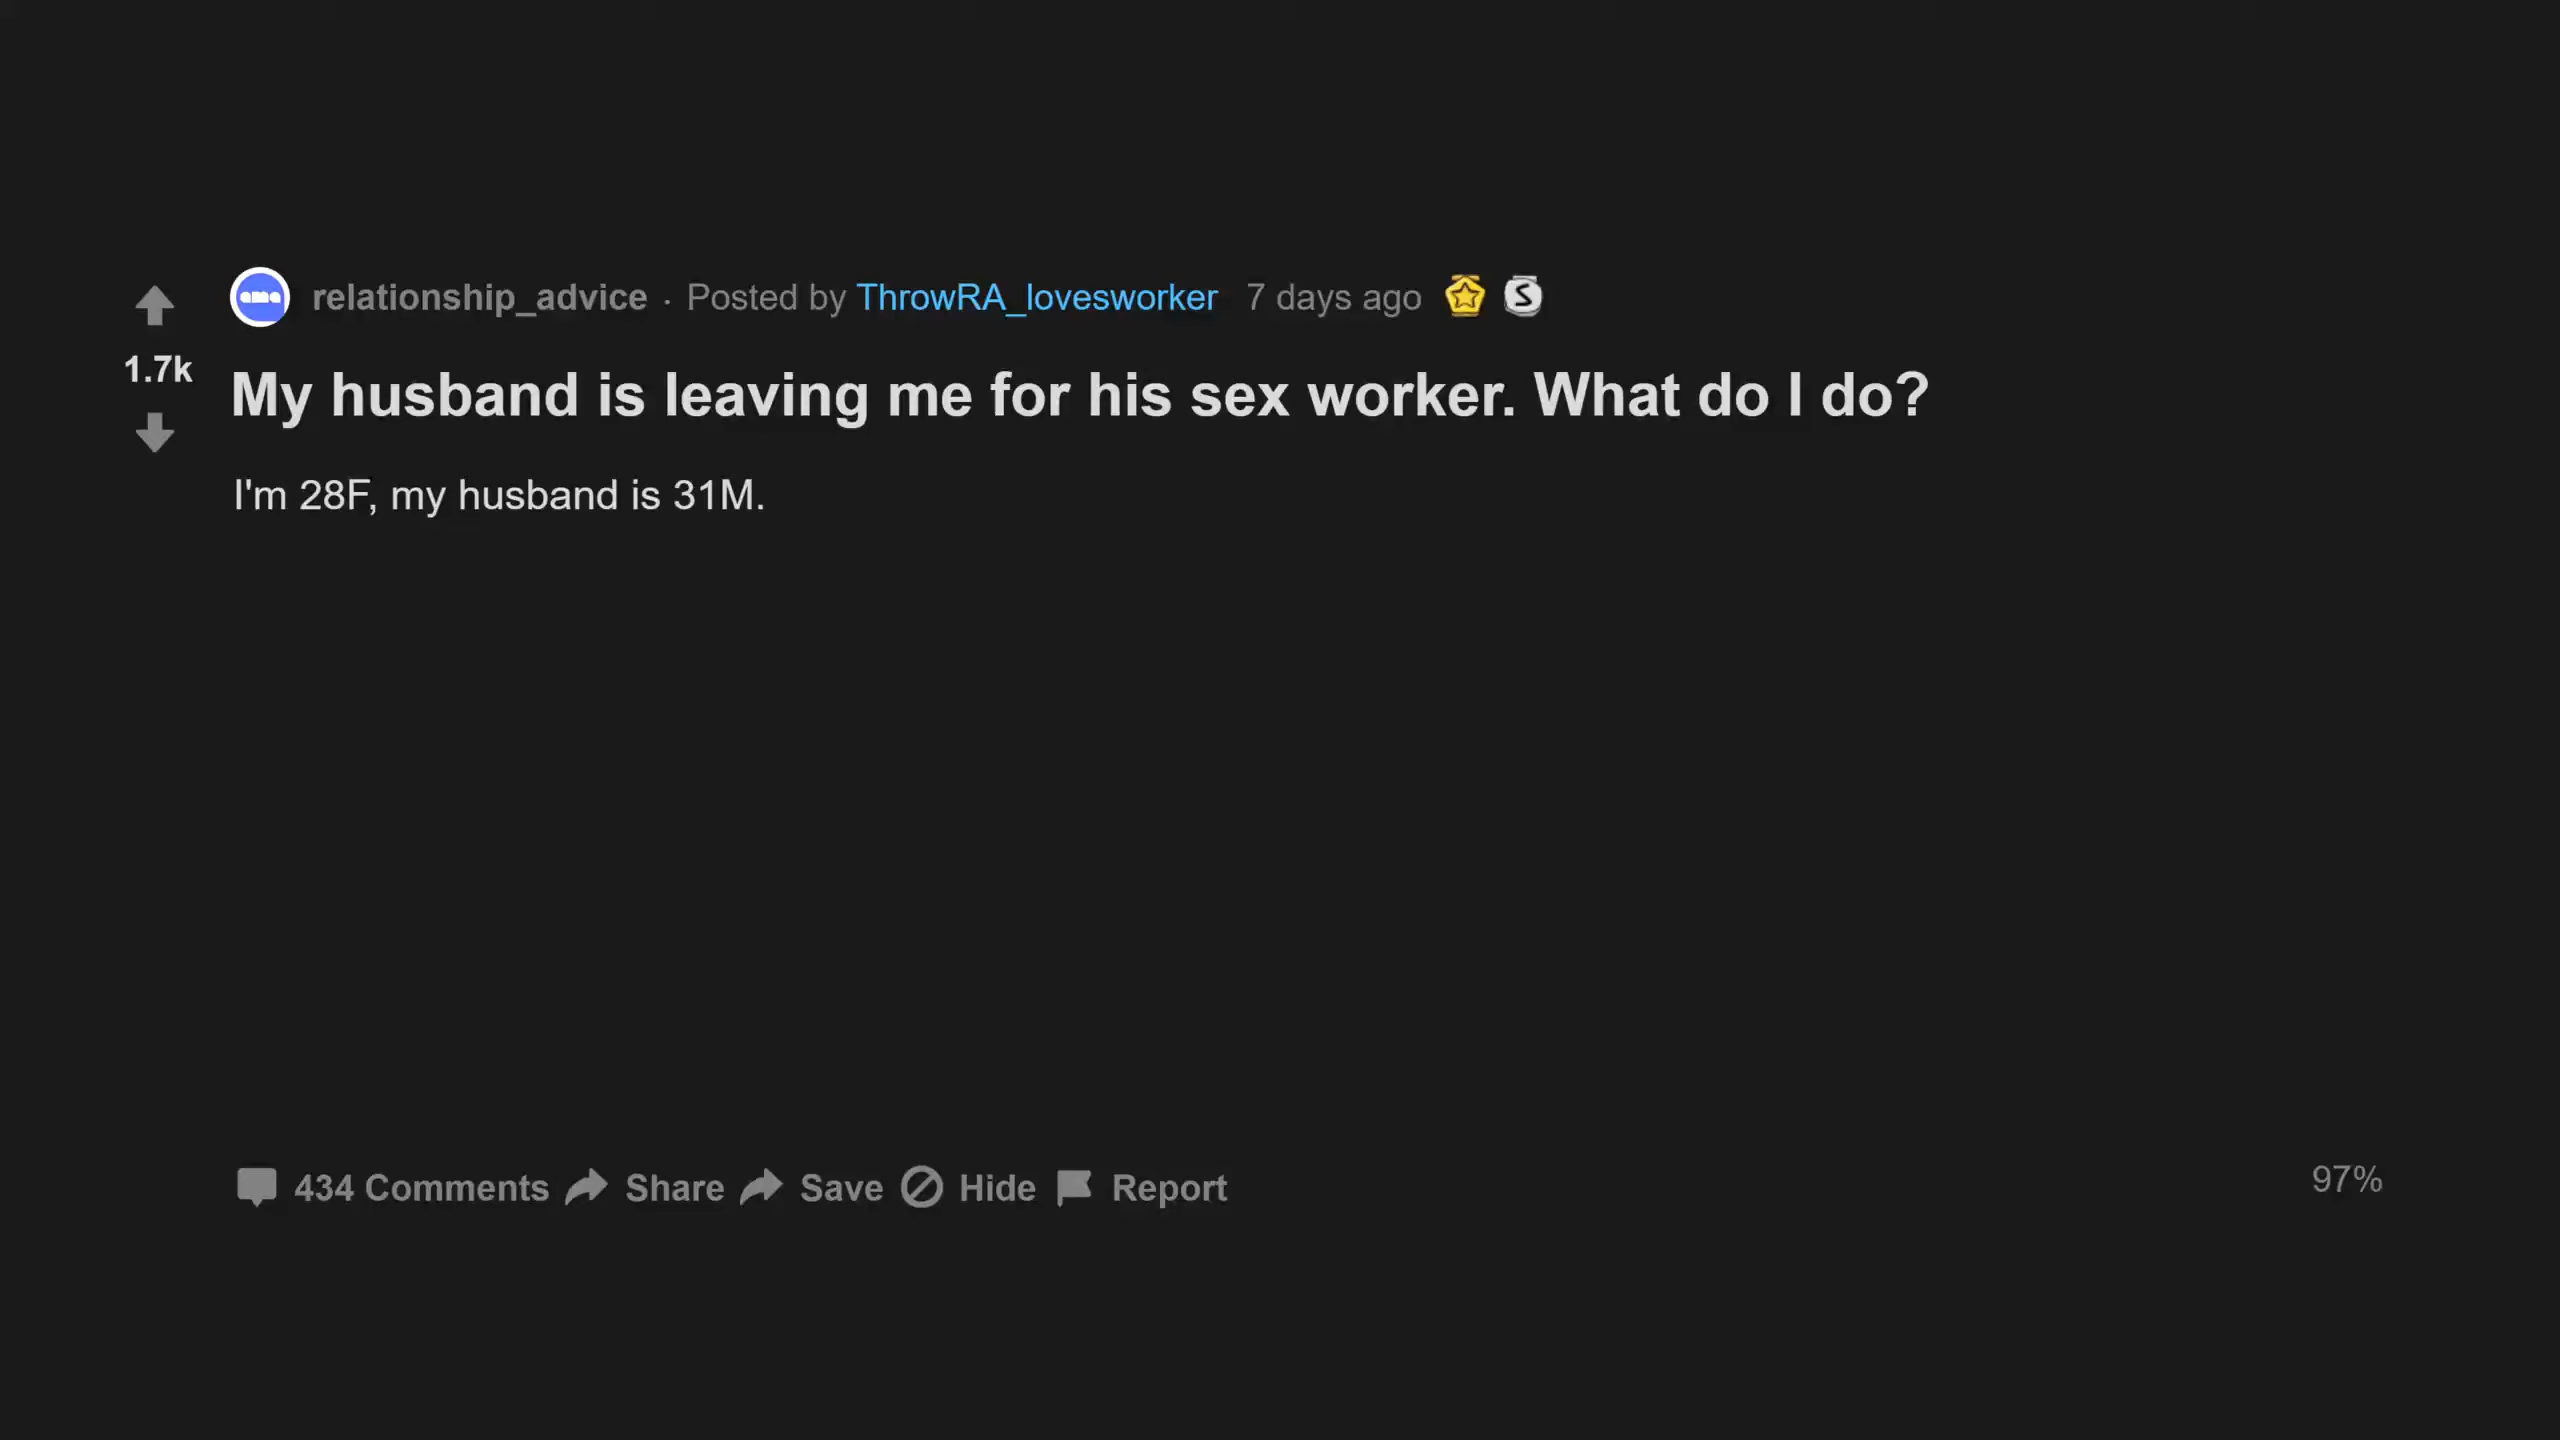 relationship_advice · Posted by ThrowRA_lovesworker 7 days ago
1.7k
My husband is leaving me for his sex worker. What do I do?
I'm 28F, my husband is 31M.
434 Comments Share Save Hide Report
97%